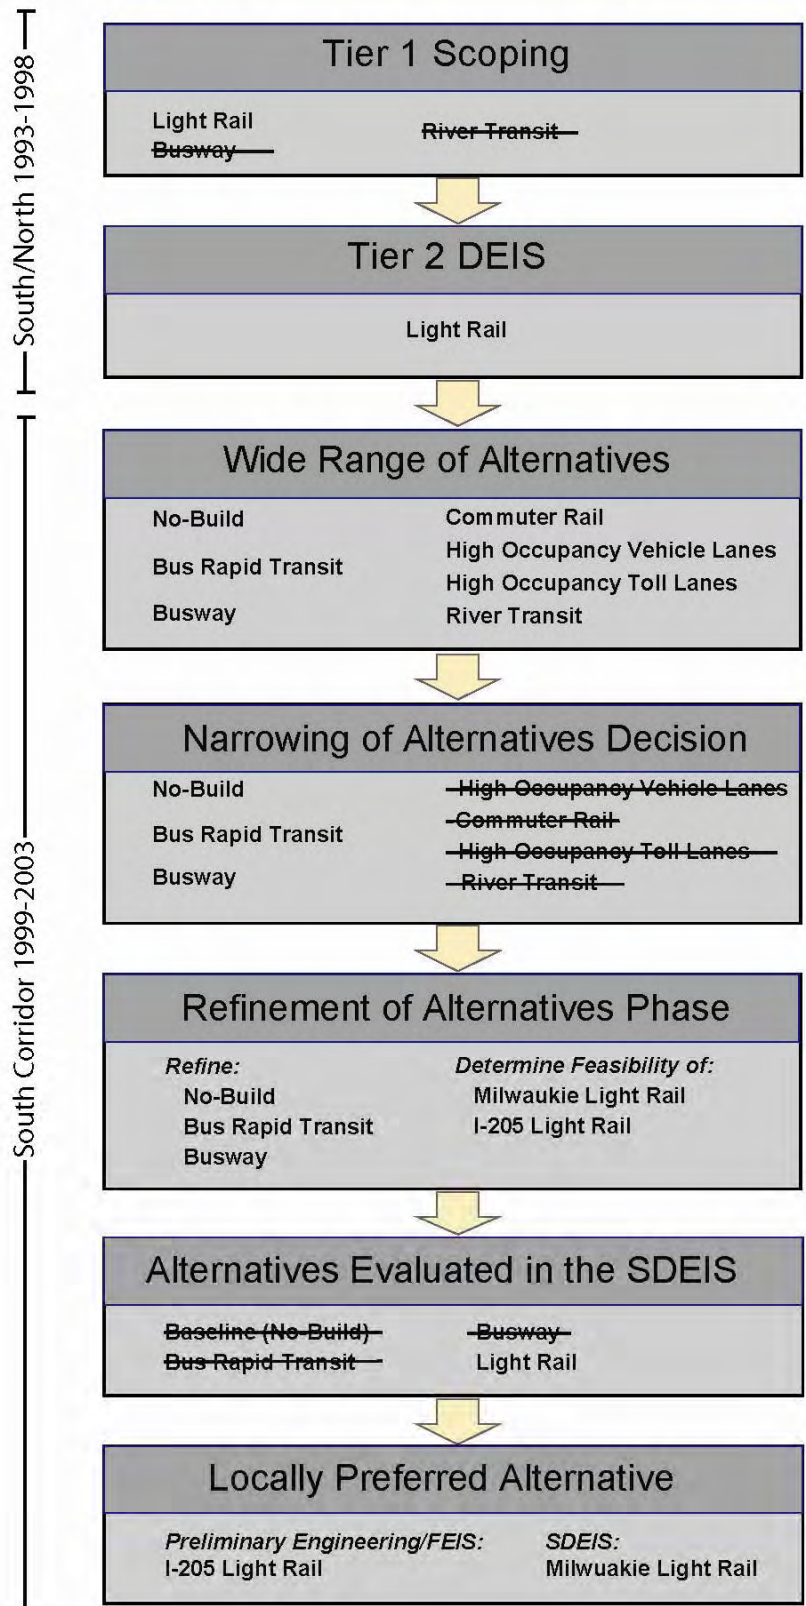 South/North 1993-1998
Tier 1 Scoping
Light Rail
Busway
River Transit
Tier 2 DEIS
Light Rail
South Corridor 1999-2003
Wide Range of Alternatives
No-Build
Bus Rapid Transit
Busway
Commuter Rail
High Occupancy Vehicle Lanes
High Occupancy Toll Lanes
River Transit
Narrowing of Alternatives Decision
No-Build
Bus Rapid Transit
Busway
High Occupancy Vehicle Lanes
Commuter Rail
High Occupancy Toll Lanes
River Transit
Refinement of Alternatives Phase
Refine:
No-Build
Bus Rapid Transit
Busway
Determine Feasibility of:
Milwaukie Light Rail
I-205 Light Rail
Alternatives Evaluated in the SDEIS
Baseline (No-Build)
Bus Rapid Transit
Busway
Light Rail
Locally Preferred Alternative
Preliminary Engineering/FEIS:
I-205 Light Rail
SDEIS:
Milwuakie Light Rail